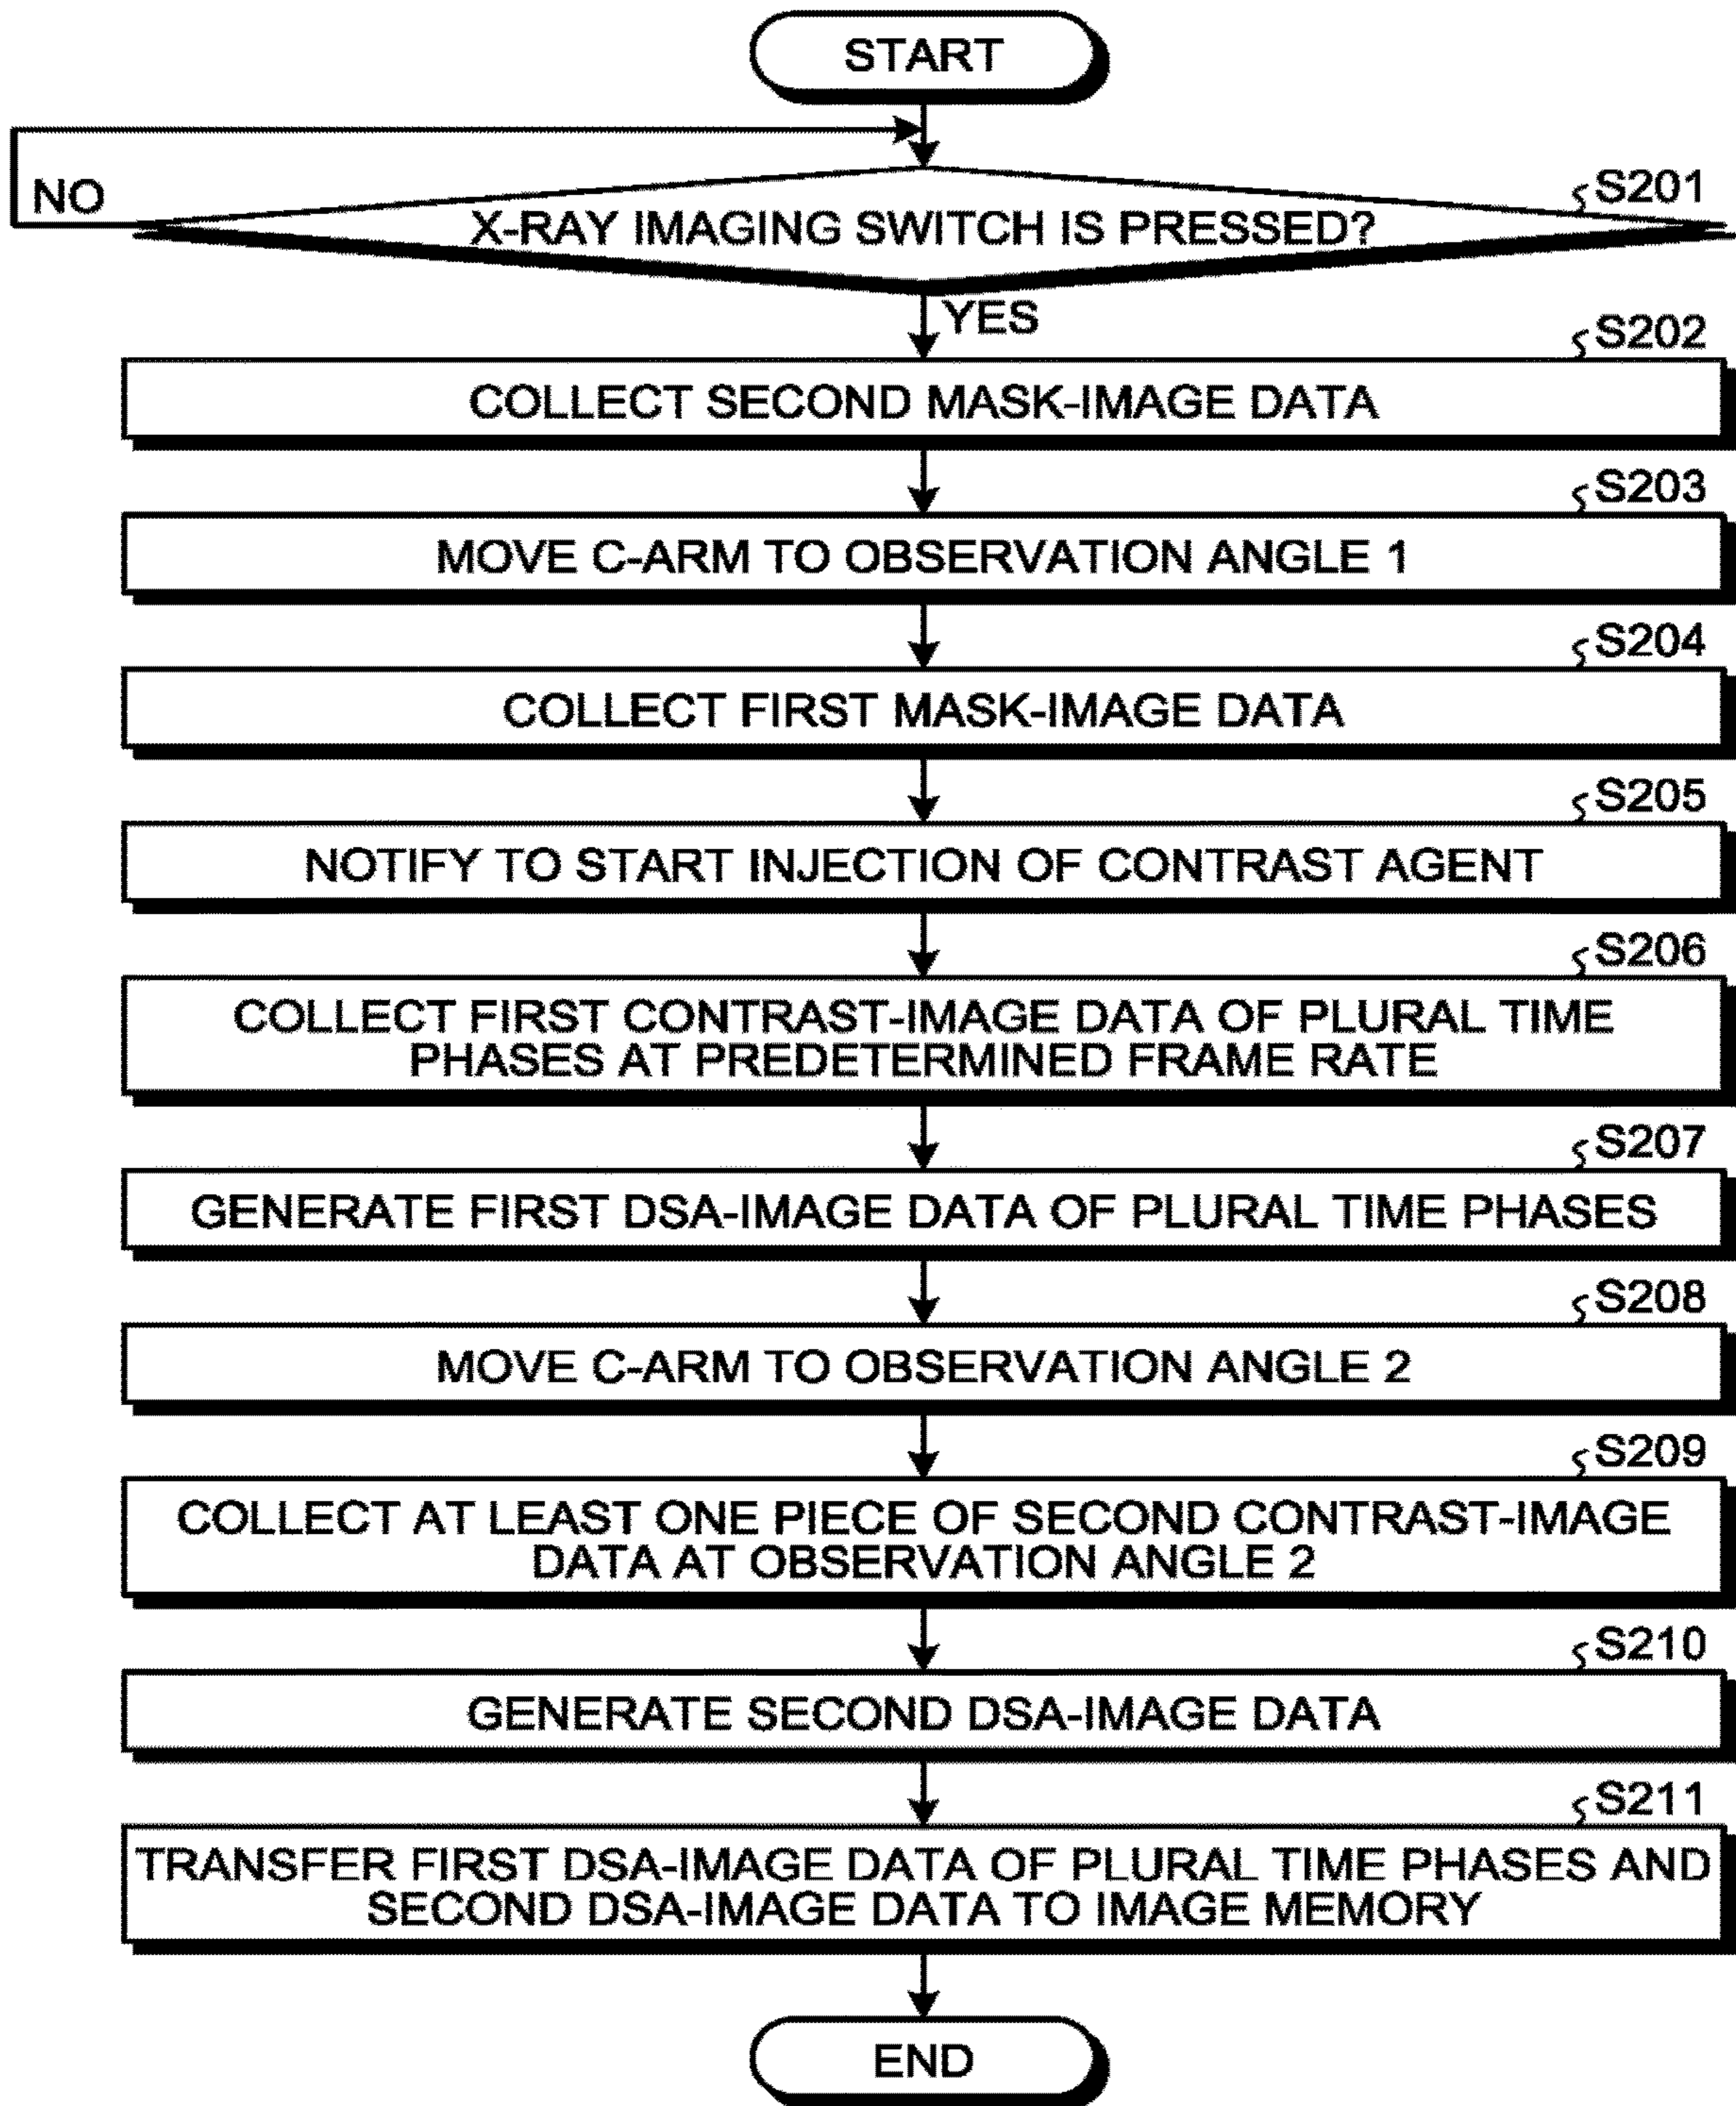 START
NO
S201
X-RAY IMAGING SWITCH IS PRESSED?
YES
S202
COLLECT SECOND MASK-IMAGE DATA
S203
MOVE C-ARM TO OBSERVATION ANGLE 1
S204
COLLECT FIRST MASK-IMAGE DATA
S205
NOTIFY TO START INJECTION OF CONTRAST AGENT
S206
COLLECT FIRST CONTRAST-IMAGE DATA OF PLURAL TIME
PHASES AT PREDETERMINED FRAME RATE
S207
GENERATE FIRST DSA-IMAGE DATA OF PLURAL TIME PHASES
S208
MOVE C-ARM TO OBSERVATION ANGLE 2
S209
COLLECT AT LEAST ONE PIECE OF SECOND CONTRAST-IMAGE
DATA AT OBSERVATION ANGLE 2
S210
GENERATE SECOND DSA-IMAGE DATA
S211
TRANSFER FIRST DSA-IMAGE DATA OF PLURAL TIME PHASES AND
SECOND DSA-IMAGE DATA TO IMAGE MEMORY
END